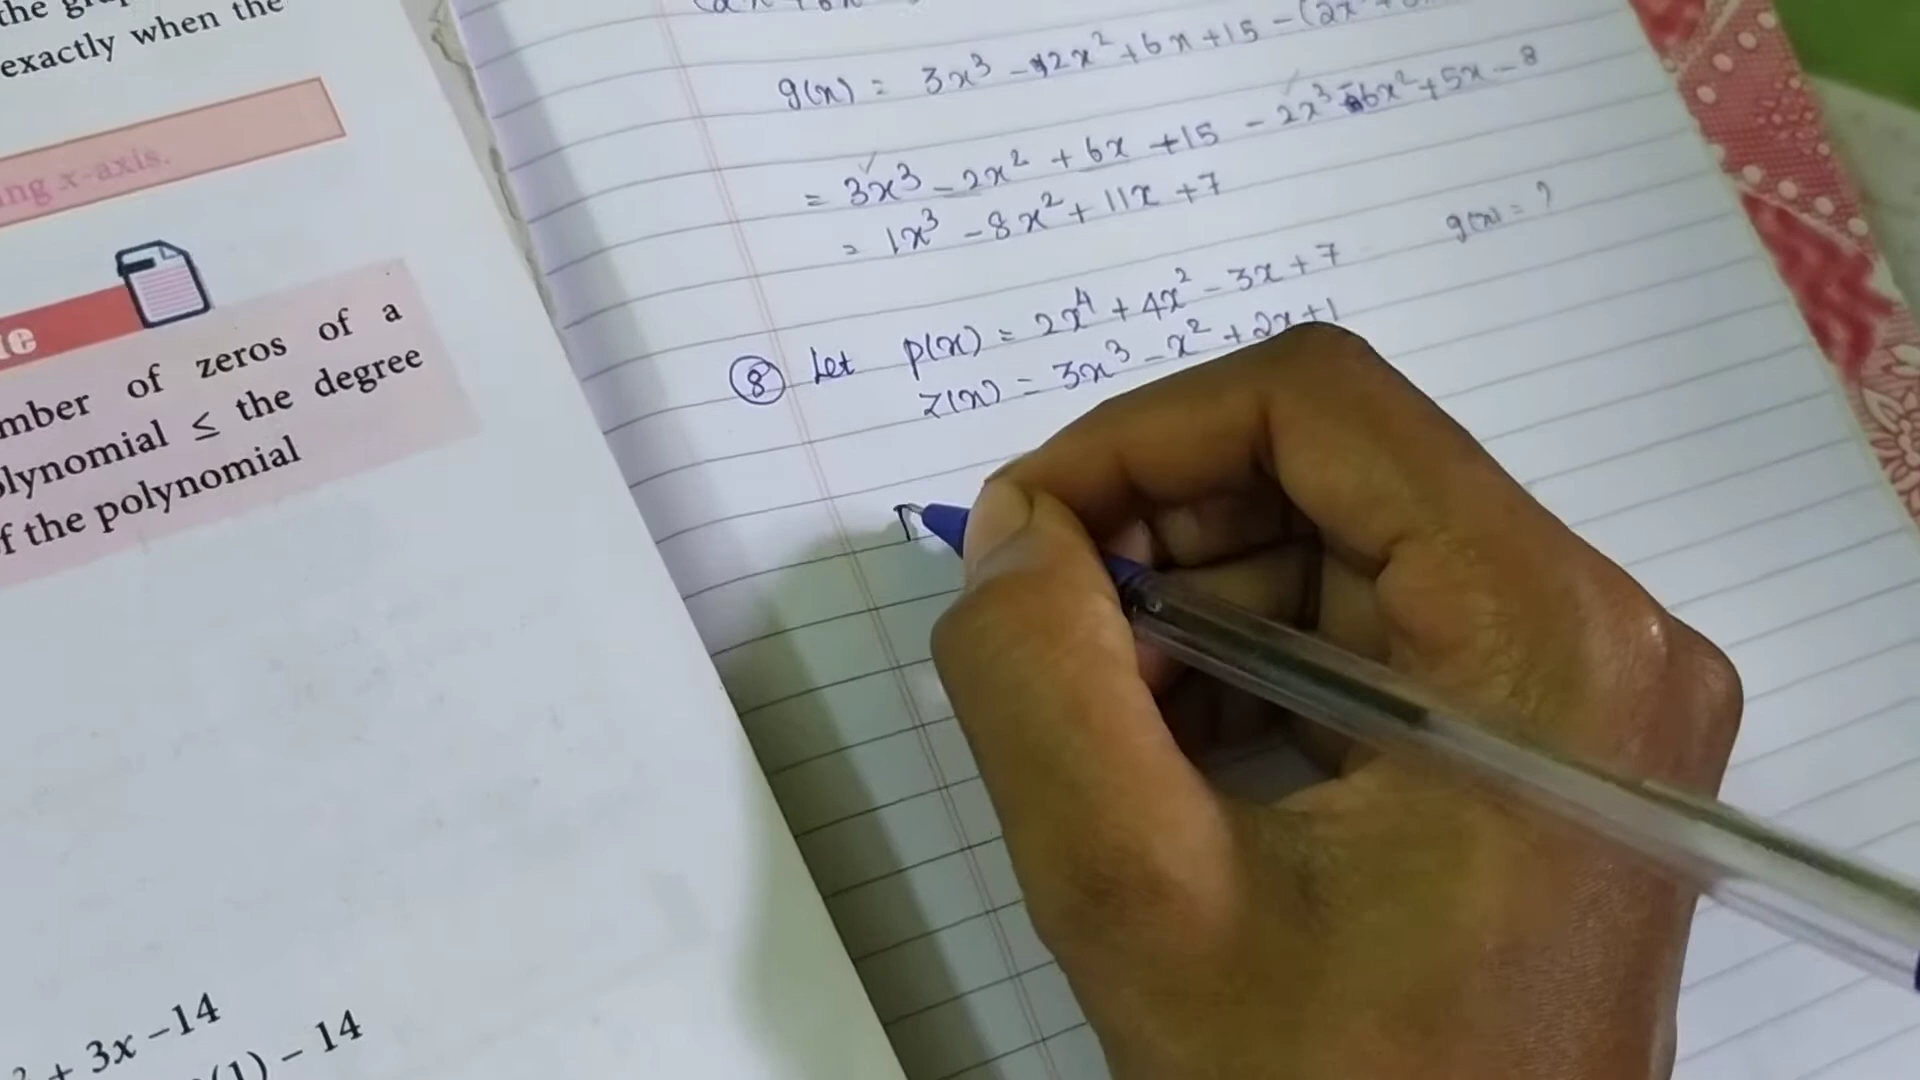 the
exactly when the
ng x-axis.
mber of zeros of a
lynomial ≤ the degree
f the polynomial
+ 3x − 14
(1) − 14
g(x) = 3x³ - 2x² + 6x + 15 - (2x
= 3x³ - 2x² + 6x + 15 - 2x³ - 6x² + 5x - 8
= 1x³ - 8x² + 11x + 7
g(x) = ?
⑧ Let p(x) = 2x⁴ + 4x² - 3x + 7
z(x) = 3x³ - x² + 2x + 1